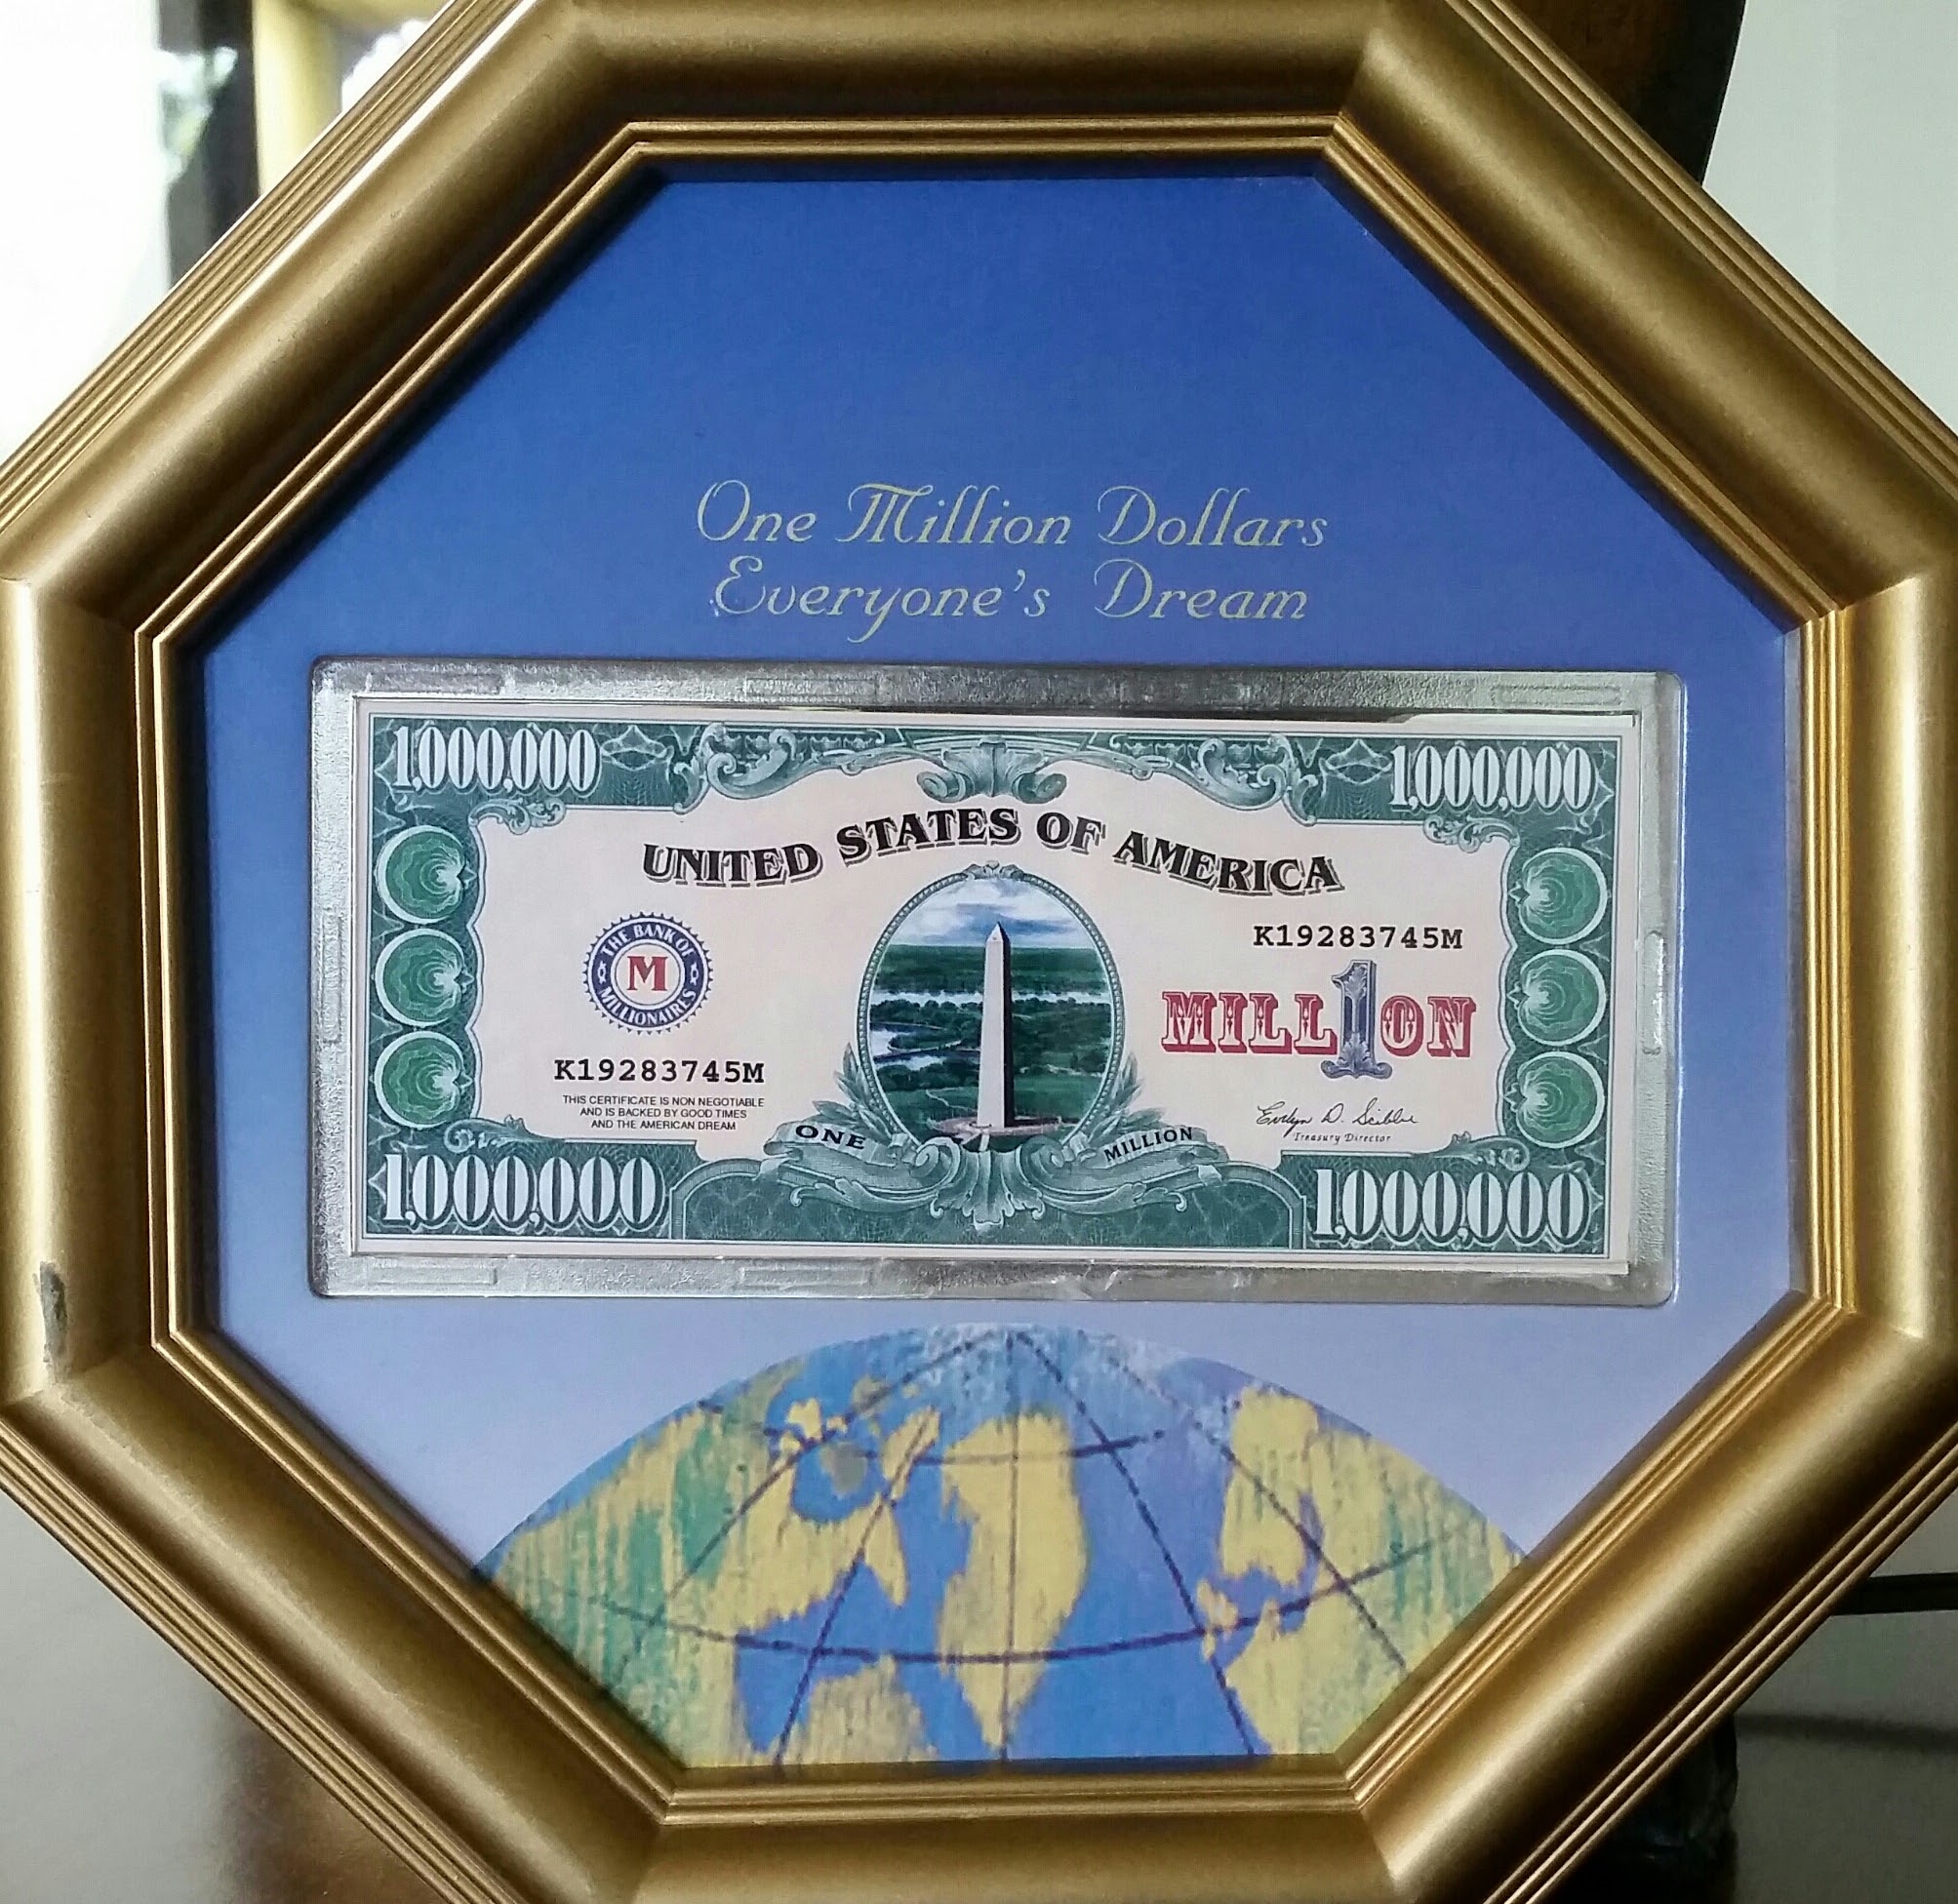 One Million Dollars
Everyone's Dream
1,000,000
1,000,000
UNITED STATES OF AMERICA
THE BANK OF
M
MILLIONAIRES
K19283745M
MILL1ON
K19283745M
THIS CERTIFICATE IS NON NEGOTIABLE
AND IS BACKED BY GOOD TIMES
AND THE AMERICAN DREAM
ONE MILLION
Treasury Director
1,000,000
1,000,000